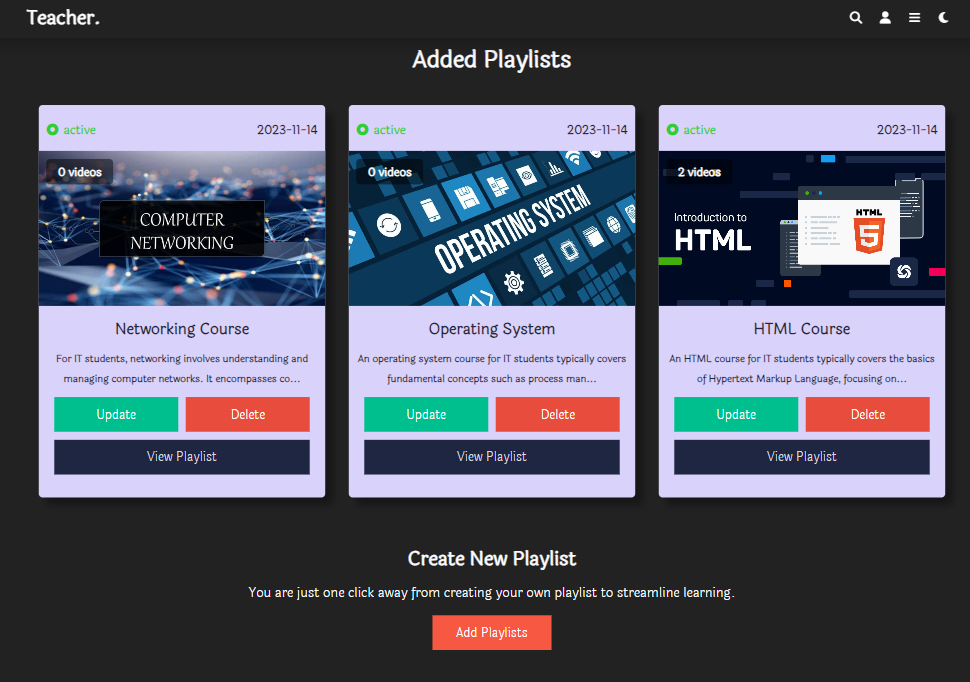 Teacher.
Added Playlists
active 2023-11-14
0 videos
COMPUTER
NETWORKING
Networking Course
For IT students, networking involves understanding and
managing computer networks. It encompasses co...
Update Delete
View Playlist
active 2023-11-14
0 videos
OPERATING SYSTEM
Operating System
An operating system course for IT students typically covers
fundamental concepts such as process man...
Update Delete
View Playlist
active 2023-11-14
2 videos
Introduction to
HTML
HTML
5
HTML Course
An HTML course for IT students typically covers the basics
of Hypertext Markup Language, focusing on...
Update Delete
View Playlist
Create New Playlist
You are just one click away from creating your own playlist to streamline learning.
Add Playlists